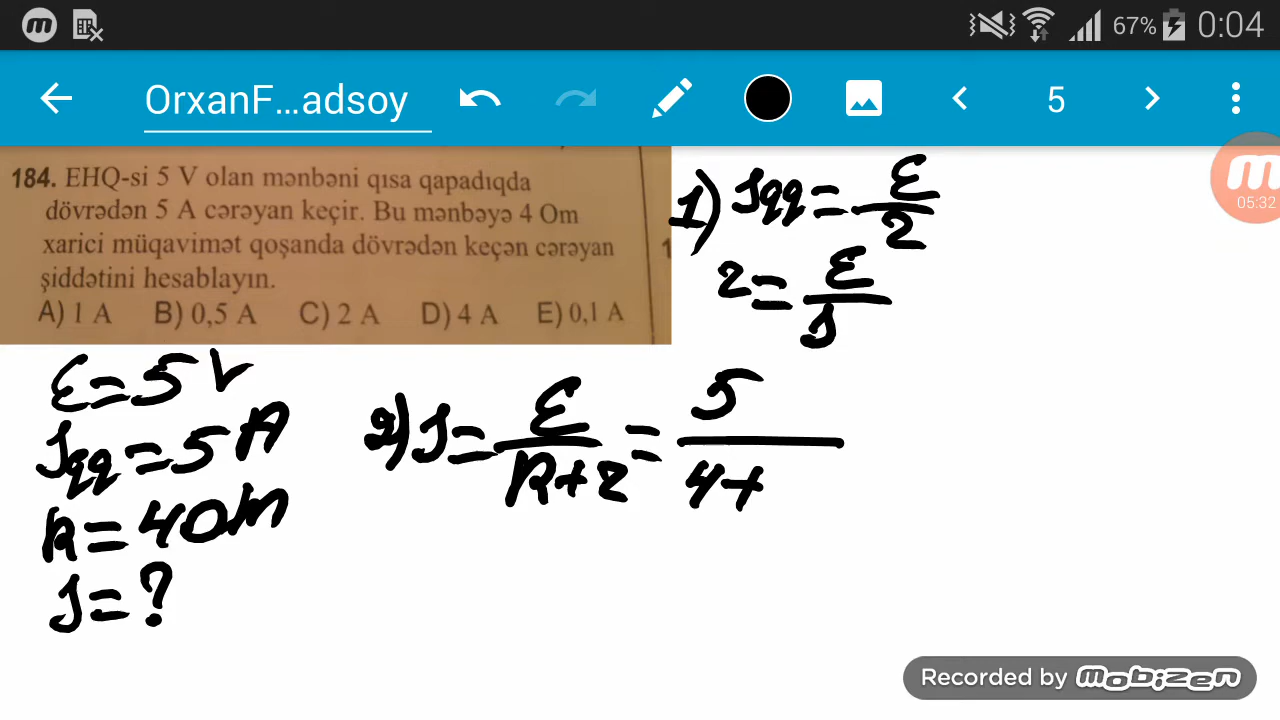 67% 0:04
OrxanF...adsoy 5
05:32
184. EHQ-si 5 V olan mənbəni qısa qapadıqda
dövrədən 5 A cərəyan keçir. Bu mənbəyə 4 Om
xarici müqavimət qoşanda dövrədən keçən cərəyan
şiddətini hesablayın.
A) 1 A B) 0,5 A C) 2 A D) 4 A E) 0,1 A
1
1) Jqq = ℰ/r
r = ℰ/J
ℰ = 5 V
Jqq = 5 A
R = 4 Om
J = ?
2) J = ℰ/(R+r) = 5/(4+
Recorded by Mobizen